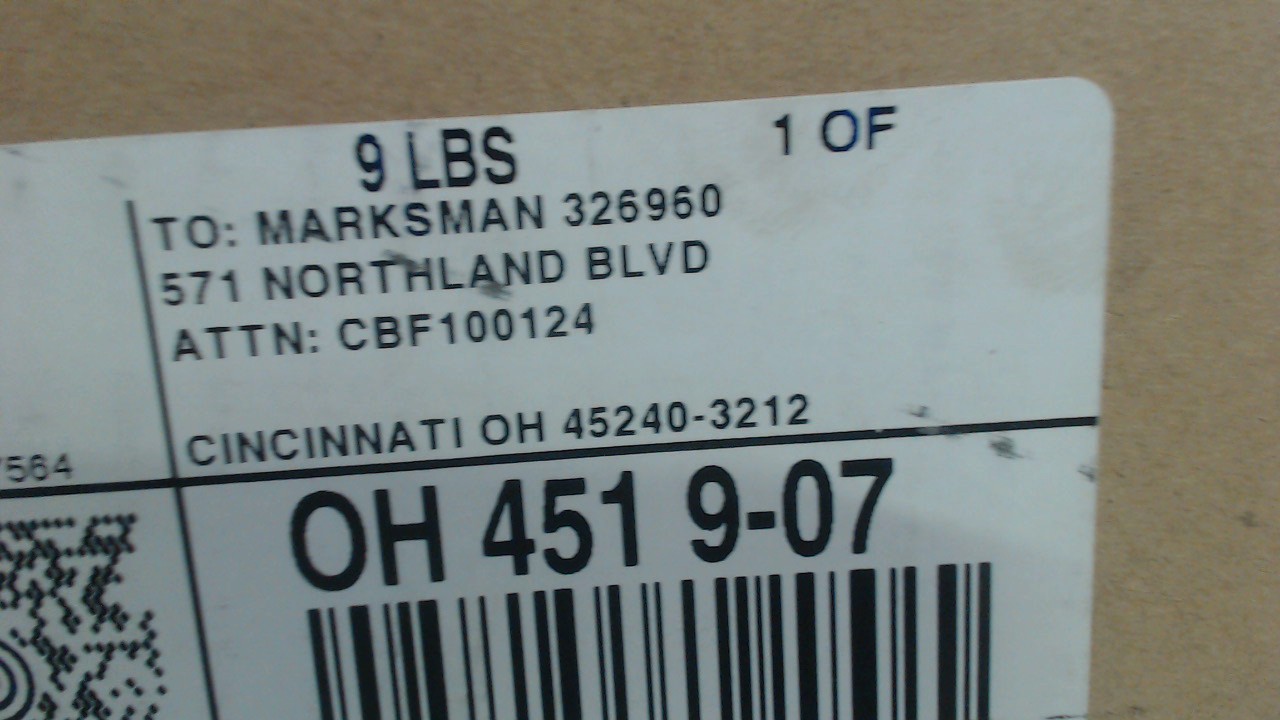 9 LBS 1 OF
TO: MARKSMAN 326960
571 NORTHLAND BLVD
ATTN: CBF100124
CINCINNATI OH 45240-3212
7564
OH 451 9-07